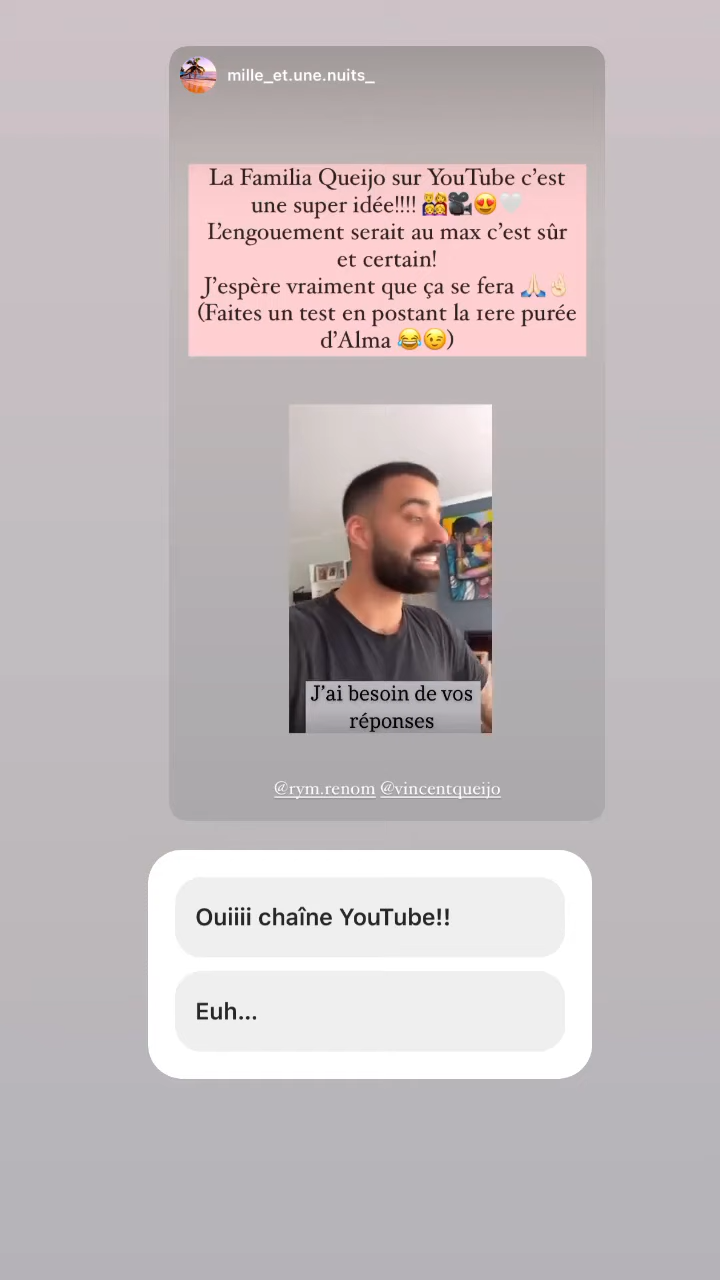 mille_et.une.nuits_
La Familia Queijo sur YouTube c’est
une super idée!!!! 👨‍👩‍👧‍👧🎥😍🤍
L’engouement serait au max c’est sûr
et certain!
J’espère vraiment que ça se fera 🙏🏻🤞🏻
(Faites un test en postant la 1ere purée
d’Alma 😂😉)
J’ai besoin de vos
réponses
@rym.renom @vincentqueijo
Ouiiii chaîne YouTube!!
Euh...